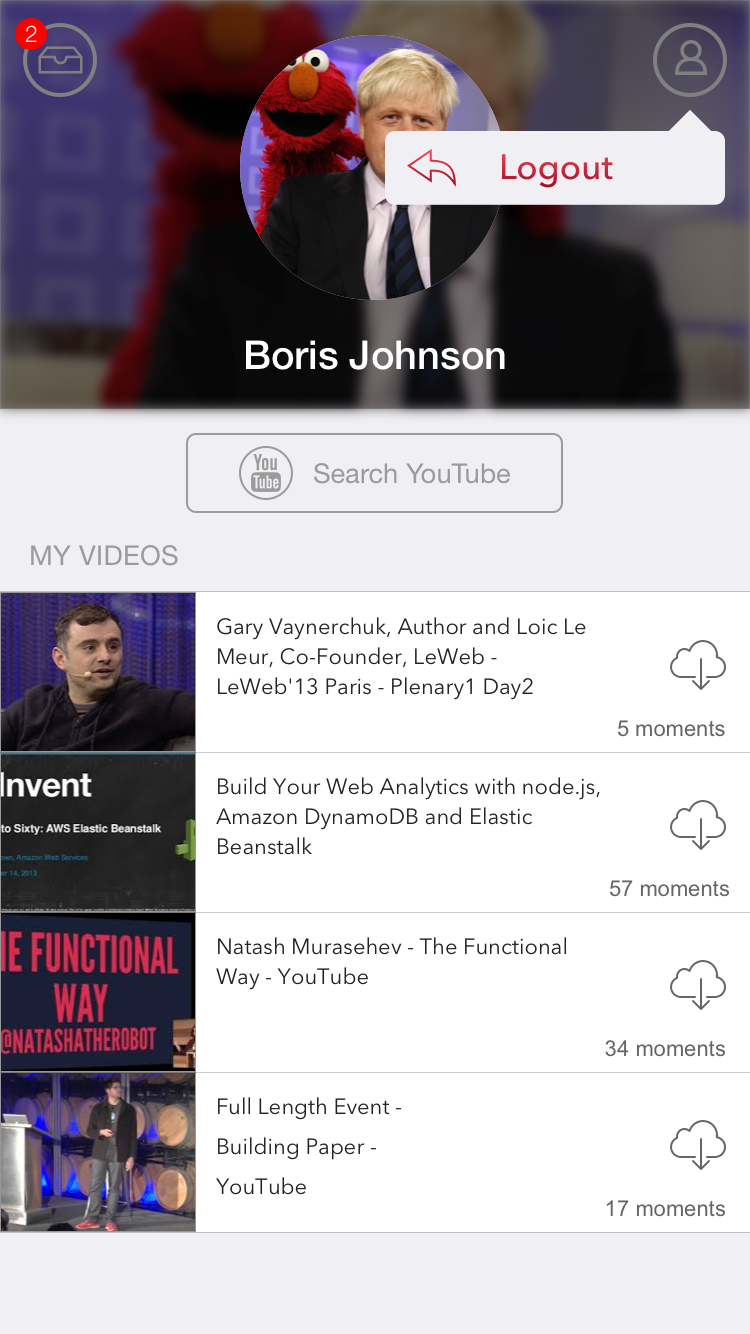 2
Logout
Boris Johnson
You
Tube
Search YouTube
MY VIDEOS
Gary Vaynerchuk, Author and Loic Le
Meur, Co-Founder, LeWeb -
LeWeb'13 Paris - Plenary1 Day2
5 moments
Invent
to Sixty: AWS Elastic Beanstalk
own, Amazon Web Services
er 14, 2013
Build Your Web Analytics with node.js,
Amazon DynamoDB and Elastic
Beanstalk
57 moments
HE FUNCTIONAL
WAY
@NATASHATHEROBOT
Natash Murasehev - The Functional
Way - YouTube
34 moments
Full Length Event -
Building Paper -
YouTube
17 moments